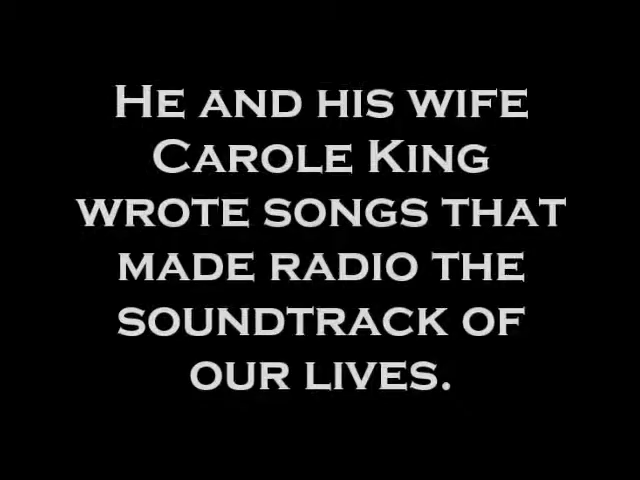 He and his wife
Carole King
wrote songs that
made radio the
soundtrack of
our lives.